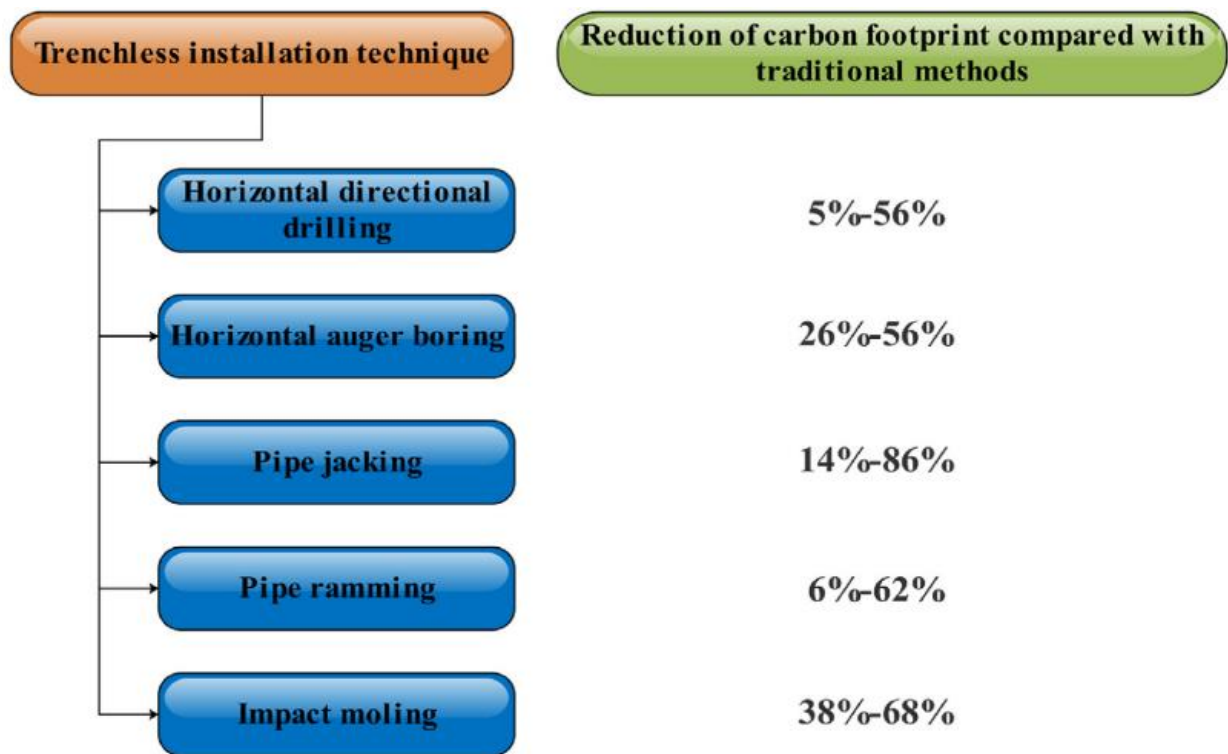 Trenchless installation technique
Reduction of carbon footprint compared with
traditional methods
Horizontal directional
drilling
5%-56%
Horizontal auger boring
26%-56%
Pipe jacking
14%-86%
Pipe ramming
6%-62%
Impact moling
38%-68%